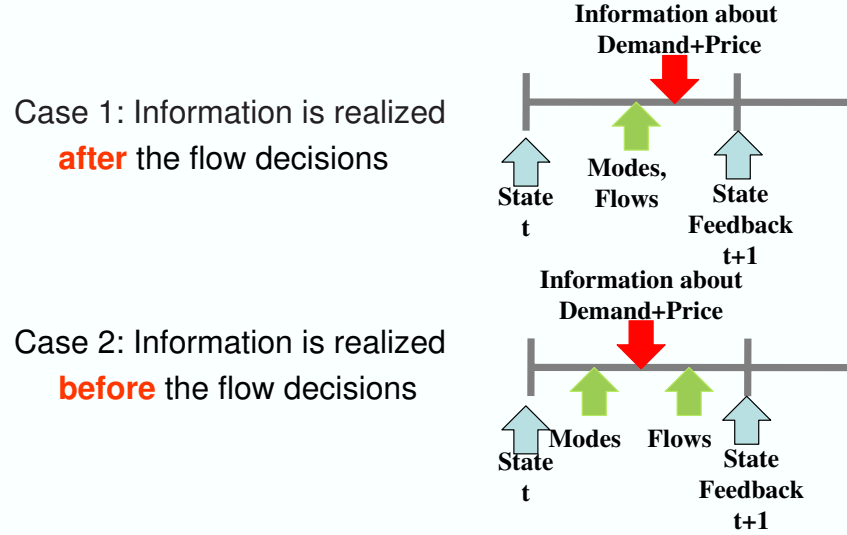 Information about
Demand+Price
Case 1: Information is realized
after the flow decisions
Modes,
Flows
State
t
State
Feedback
t+1
Information about
Demand+Price
Case 2: Information is realized
before the flow decisions
Modes
Flows
State
t
State
Feedback
t+1